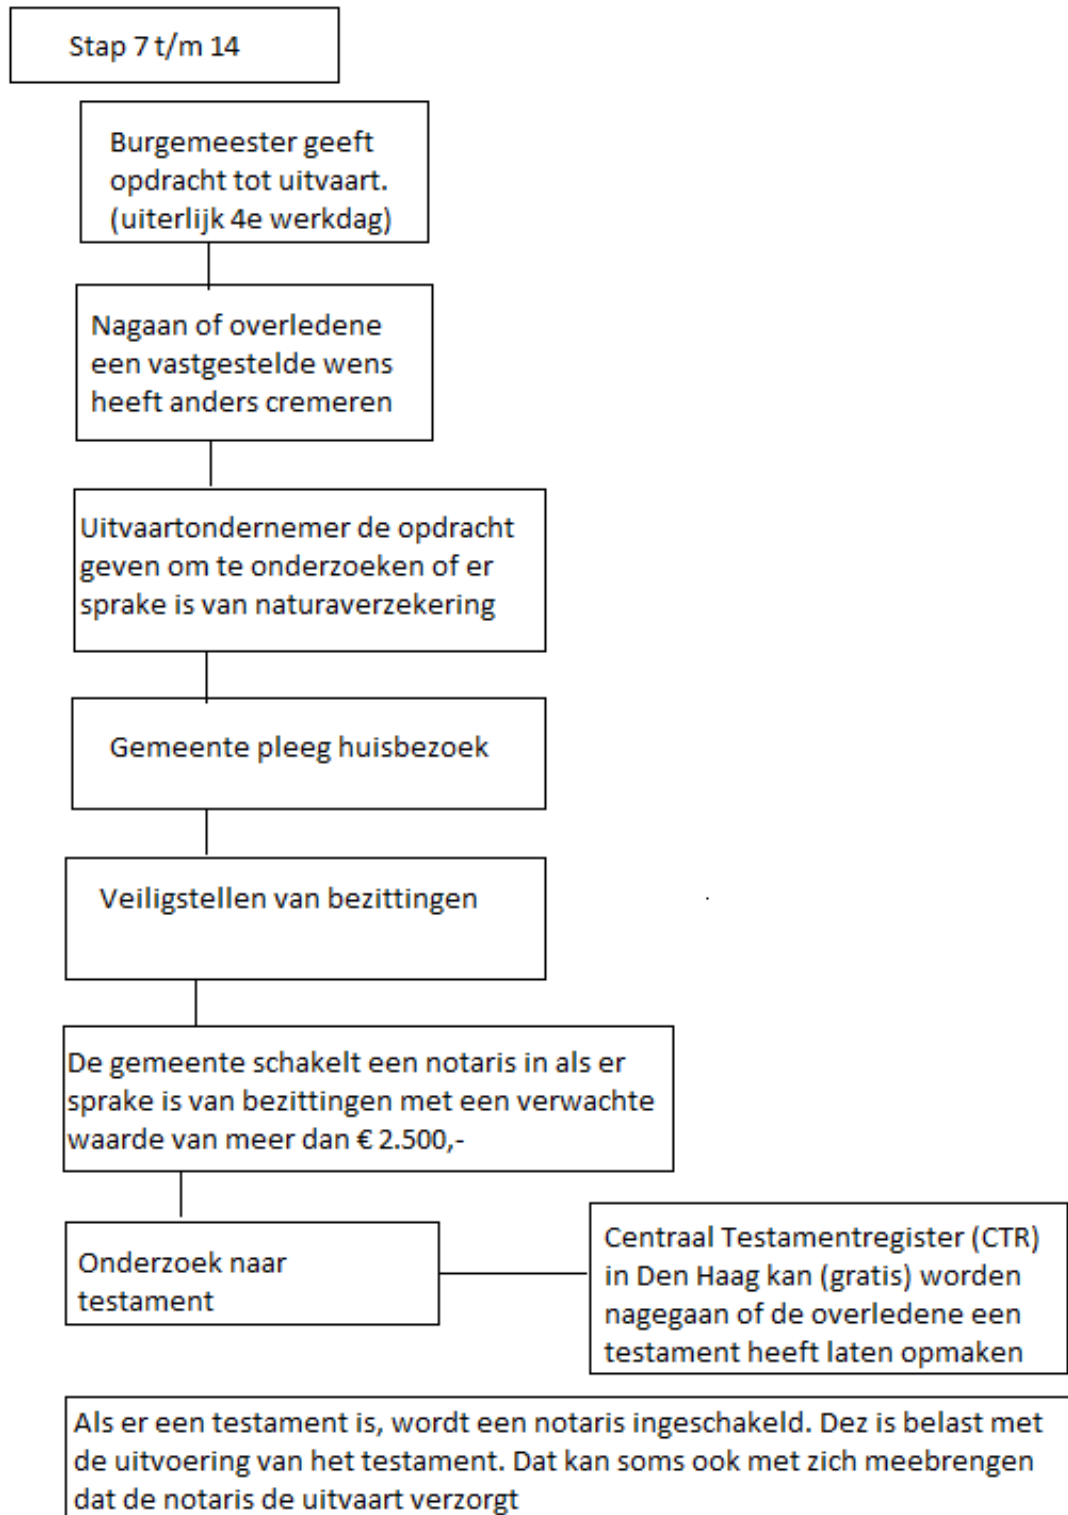 Stap 7 t/m 14
Burgemeester geeft
opdracht tot uitvaart.
(uiterlijk 4e werkdag)
Nagaan of overledene
een vastgestelde wens
heeft anders cremeren
Uitvaartondernemer de opdracht
geven om te onderzoeken of er
sprake is van naturaverzekering
Gemeente pleeg huisbezoek
Veiligstellen van bezittingen
De gemeente schakelt een notaris in als er
sprake is van bezittingen met een verwachte
waarde van meer dan € 2.500,-
Onderzoek naar
testament
Centraal Testamentregister (CTR)
in Den Haag kan (gratis) worden
nagegaan of de overledene een
testament heeft laten opmaken
Als er een testament is, wordt een notaris ingeschakeld. Dez is belast met
de uitvoering van het testament. Dat kan soms ook met zich meebrengen
dat de notaris de uitvaart verzorgt